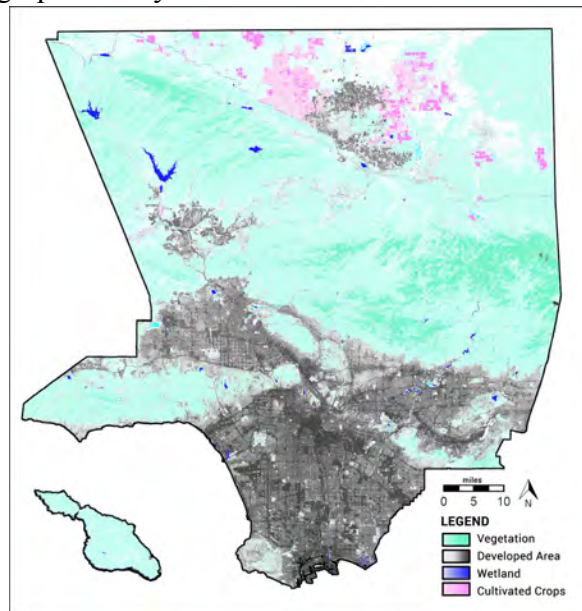 miles
0 5 10
N
LEGEND
Vegetation
Developed Area
Wetland
Cultivated Crops